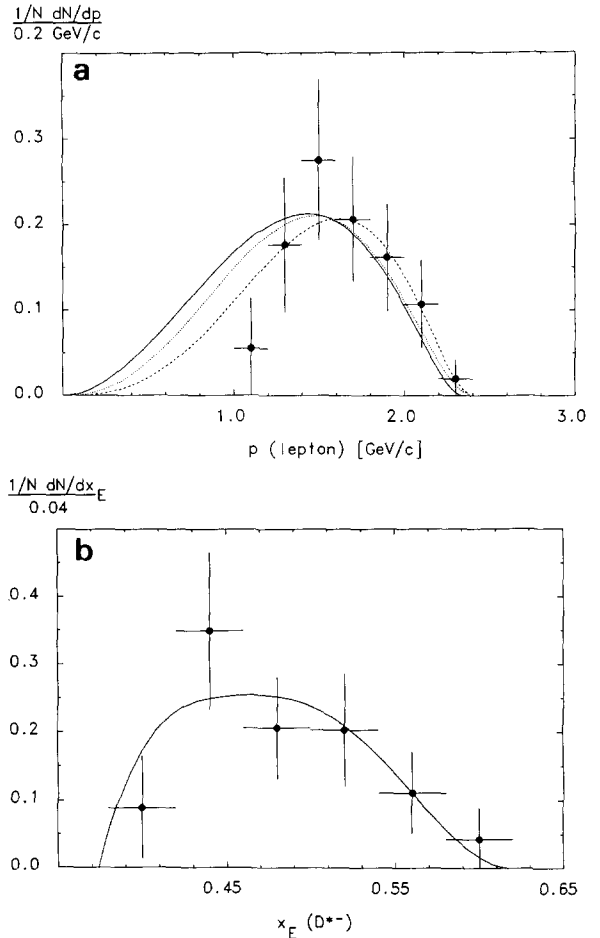 1/N dN/dp
0.2 GeV/c
a
0.3
0.2
0.1
0.0
1.0 2.0 3.0
p (lepton) [GeV/c]
1/N dN/dx_E
0.04
b
0.4
0.3
0.2
0.1
0.0
0.45 0.55 0.65
x_E (D*-)